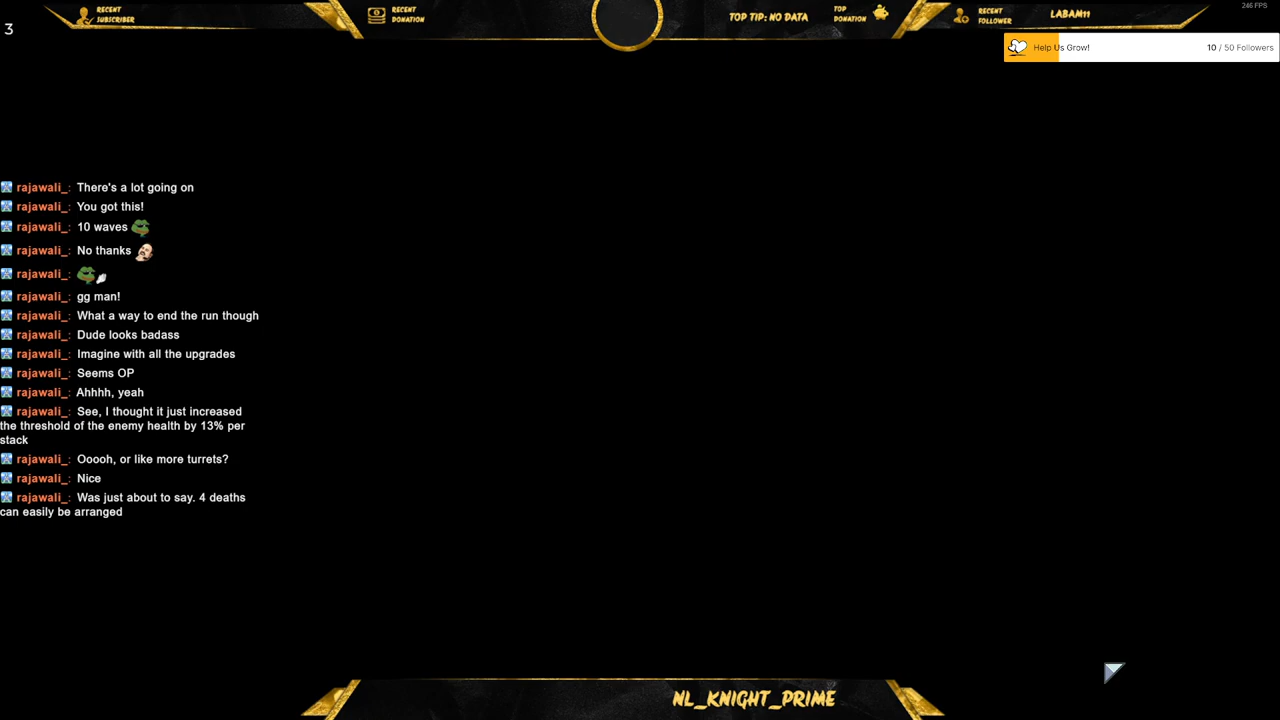 RECENT
SUBSCRIBER
RECENT
DONATION
TOP TIP: NO DATA
TOP
DONATION
RECENT
FOLLOWER
LABAM11
246 FPS
3
Help Us Grow!
10 / 50 Followers
rajawali_: There's a lot going on
rajawali_: You got this!
rajawali_: 10 waves
rajawali_: No thanks
rajawali_:
rajawali_: gg man!
rajawali_: What a way to end the run though
rajawali_: Dude looks badass
rajawali_: Imagine with all the upgrades
rajawali_: Seems OP
rajawali_: Ahhhh, yeah
rajawali_: See, I thought it just increased
the threshold of the enemy health by 13% per
stack
rajawali_: Ooooh, or like more turrets?
rajawali_: Nice
rajawali_: Was just about to say. 4 deaths
can easily be arranged
NL_KNIGHT_PRIME